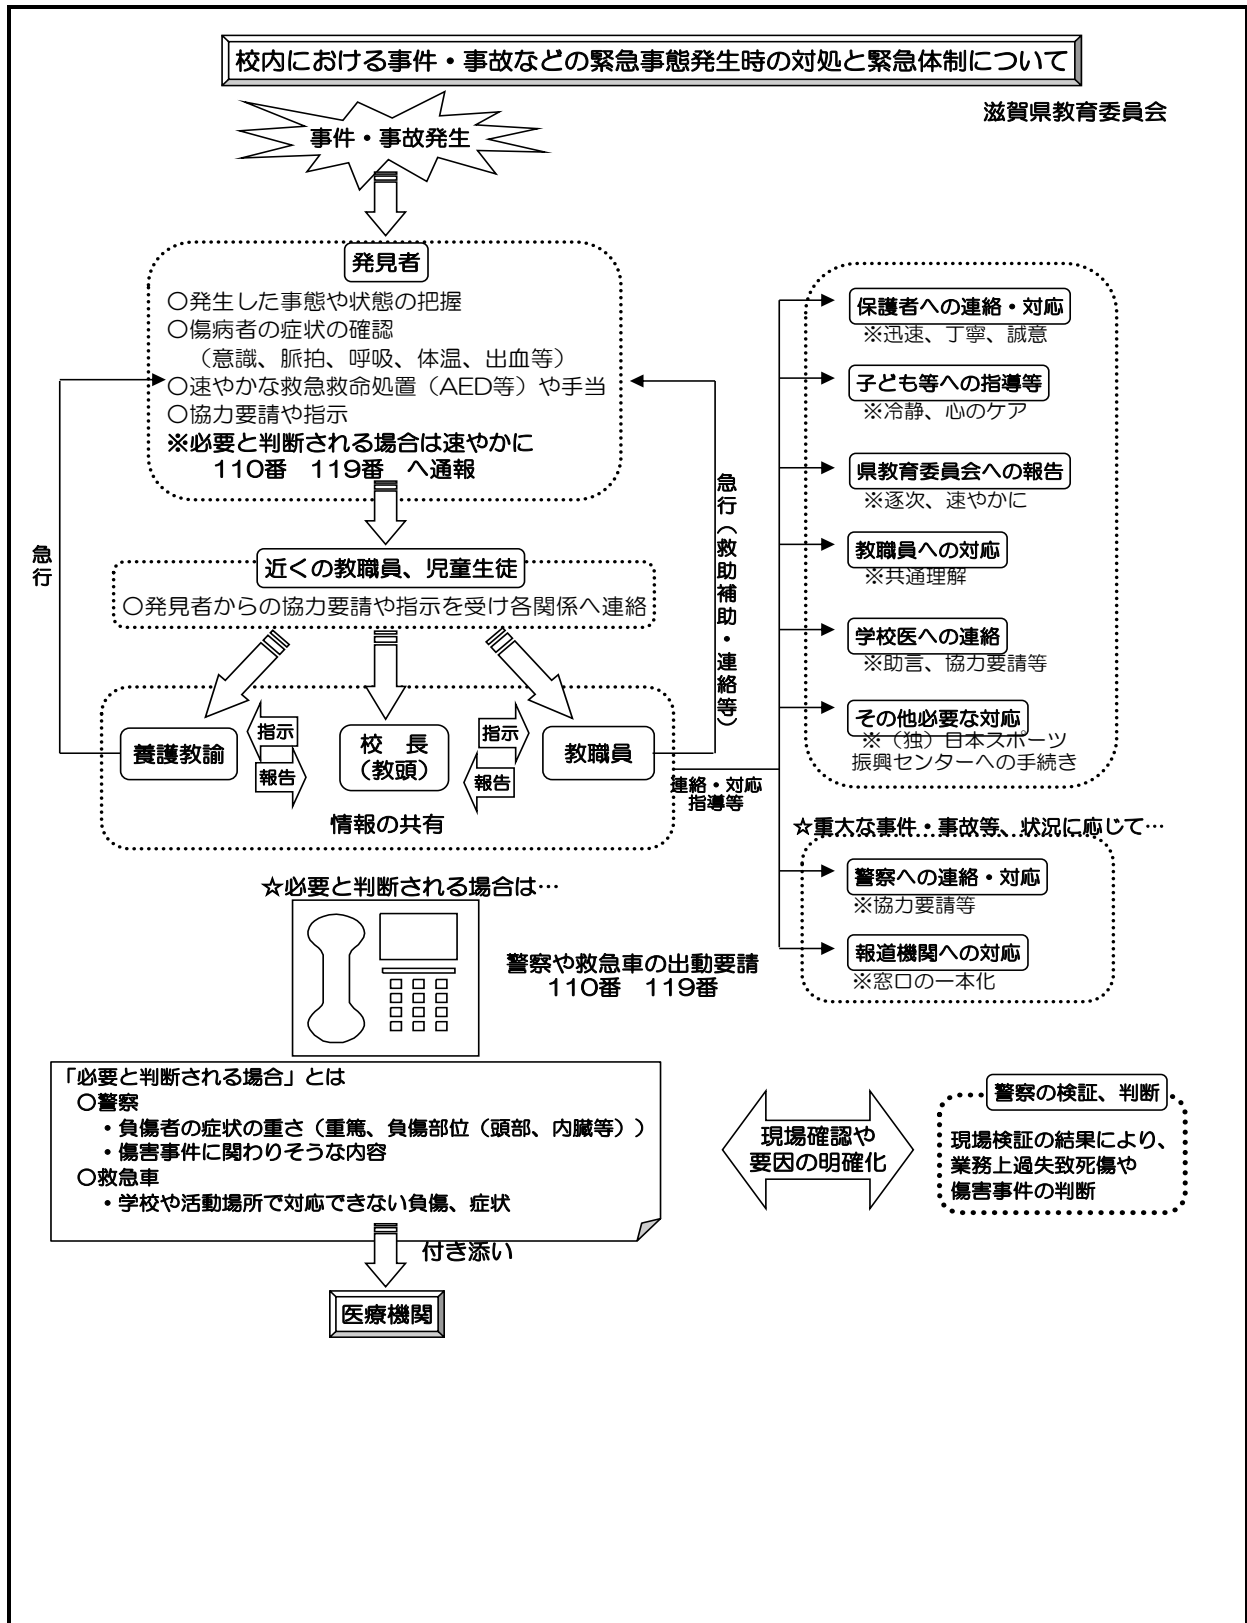 校内における事件・事故などの緊急事態発生時の対処と緊急体制について
滋賀県教育委員会
事件・事故発生
発見者
○発生した事態や状態の把握
○傷病者の症状の確認
（意識、脈拍、呼吸、体温、出血等）
○速やかな救急救命処置（AED等）や手当
○協力要請や指示
※必要と判断される場合は速やかに
110番　119番　へ通報
急行
急行（救助補助・連絡等）
近くの教職員、児童生徒
○発見者からの協力要請や指示を受け各関係へ連絡
養護教諭
指示
報告
校　長
（教頭）
指示
報告
教職員
情報の共有
連絡・対応
指導等
保護者への連絡・対応
※迅速、丁寧、誠意
子ども等への指導等
※冷静、心のケア
県教育委員会への報告
※逐次、速やかに
教職員への対応
※共通理解
学校医への連絡
※助言、協力要請等
その他必要な対応
※（独）日本スポーツ
振興センターへの手続き
☆重大な事件・事故等、状況に応じて…
警察への連絡・対応
※協力要請等
報道機関への対応
※窓口の一本化
☆必要と判断される場合は…
警察や救急車の出動要請
110番　119番
「必要と判断される場合」とは
○警察
・負傷者の症状の重さ（重篤、負傷部位（頭部、内臓等））
・傷害事件に関わりそうな内容
○救急車
・学校や活動場所で対応できない負傷、症状
現場確認や
要因の明確化
警察の検証、判断
現場検証の結果により、
業務上過失致死傷や
傷害事件の判断
付き添い
医療機関